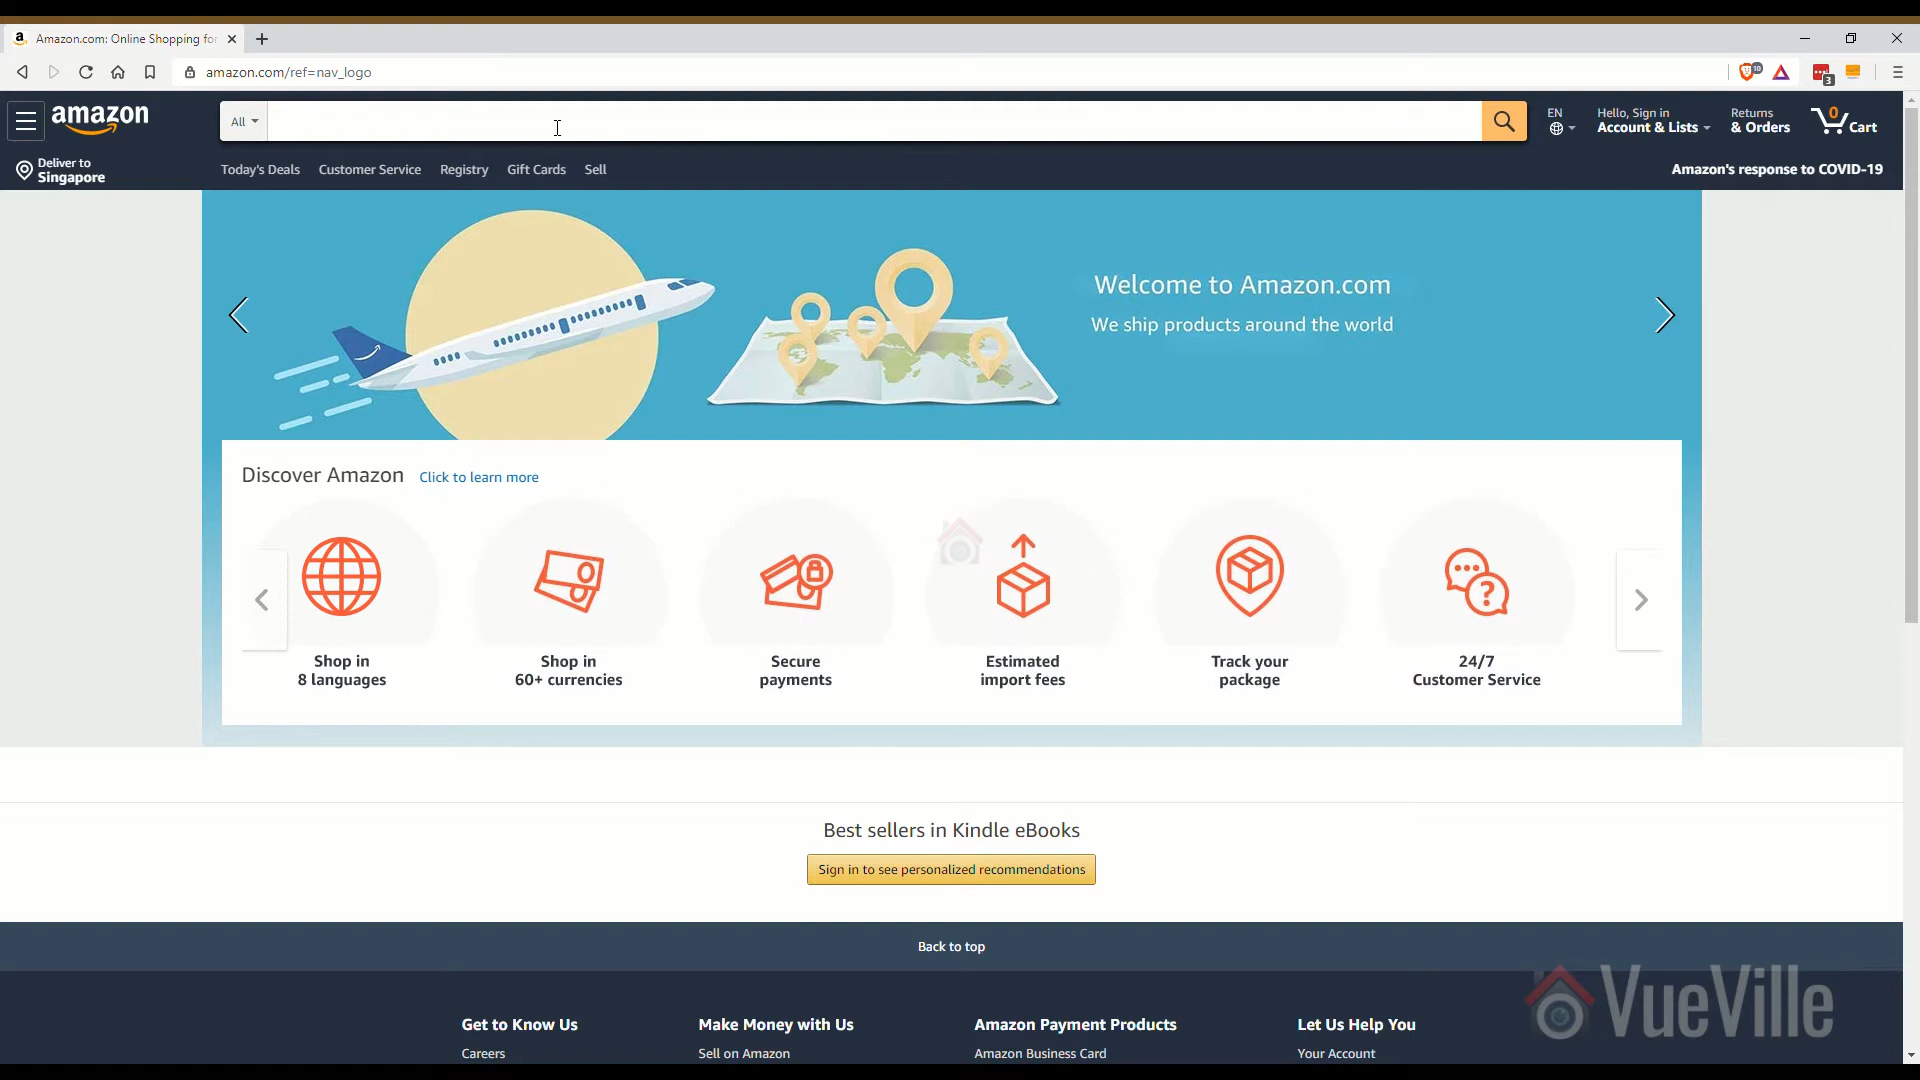 Amazon.com: Online Shopping for
amazon.com/ref=nav_logo
10
3
amazon
All
EN
Hello, Sign in
Account & Lists
Returns
& Orders
0
Cart
Deliver to
Singapore
Today's Deals
Customer Service
Registry
Gift Cards
Sell
Amazon's response to COVID-19
Welcome to Amazon.com
We ship products around the world
Discover Amazon
Click to learn more
Shop in
8 languages
Shop in
60+ currencies
Secure
payments
Estimated
import fees
Track your
package
24/7
Customer Service
Best sellers in Kindle eBooks
Sign in to see personalized recommendations
Back to top
Get to Know Us
Make Money with Us
Amazon Payment Products
Let Us Help You
Careers
Sell on Amazon
Amazon Business Card
Your Account
VueVille